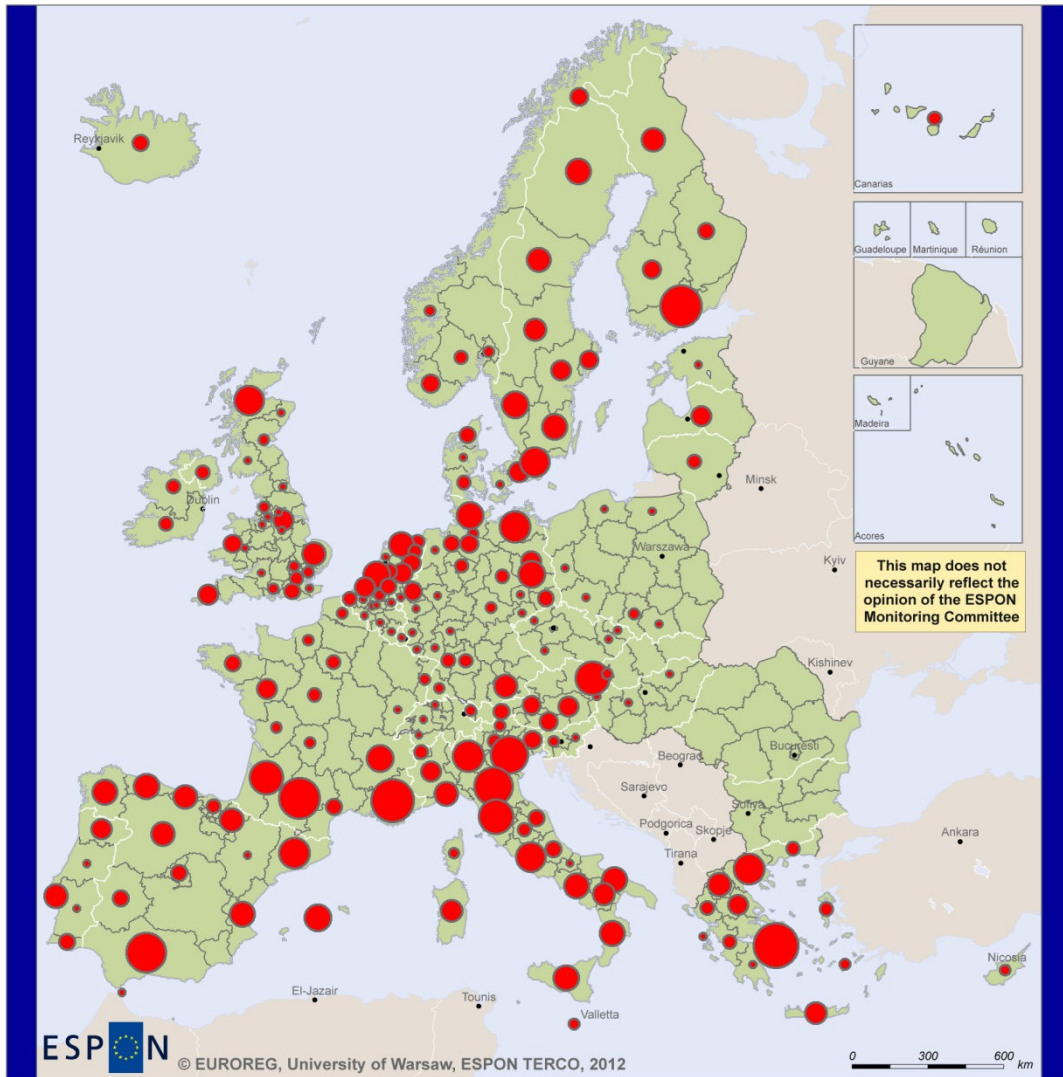 Reykjavik
Canarias
Guadeloupe
Martinique
Réunion
Guyane
Madeira
Acores
Dublin
Minsk
Warszawa
Kyiv
This map does not
necessarily reflect the
opinion of the ESPON
Monitoring Committee
Kishinev
Bucuresti
Beograd
Sarajevo
Sofiya
Podgorica
Skopje
Tirana
Ankara
Nicosia
El-Jazair
Tounis
Valletta
ESPON
© EUROREG, University of Warsaw, ESPON TERCO, 2012
0 300 600
km